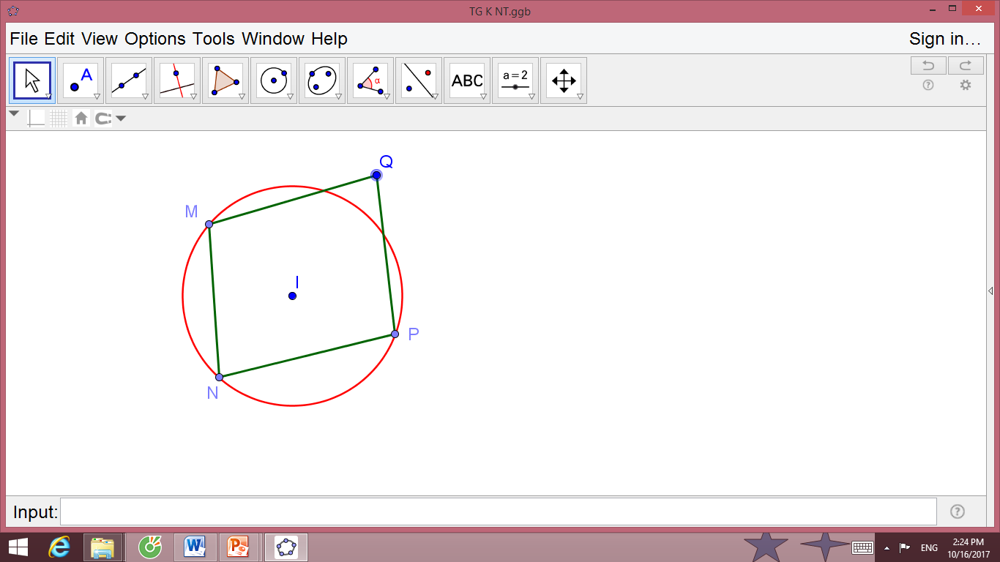 TG K NT.ggb
File Edit View Options Tools Window Help
Sign in…
A
α
ABC
a=2
Q
M
I
P
N
Input:
ENG
2:24 PM
10/16/2017